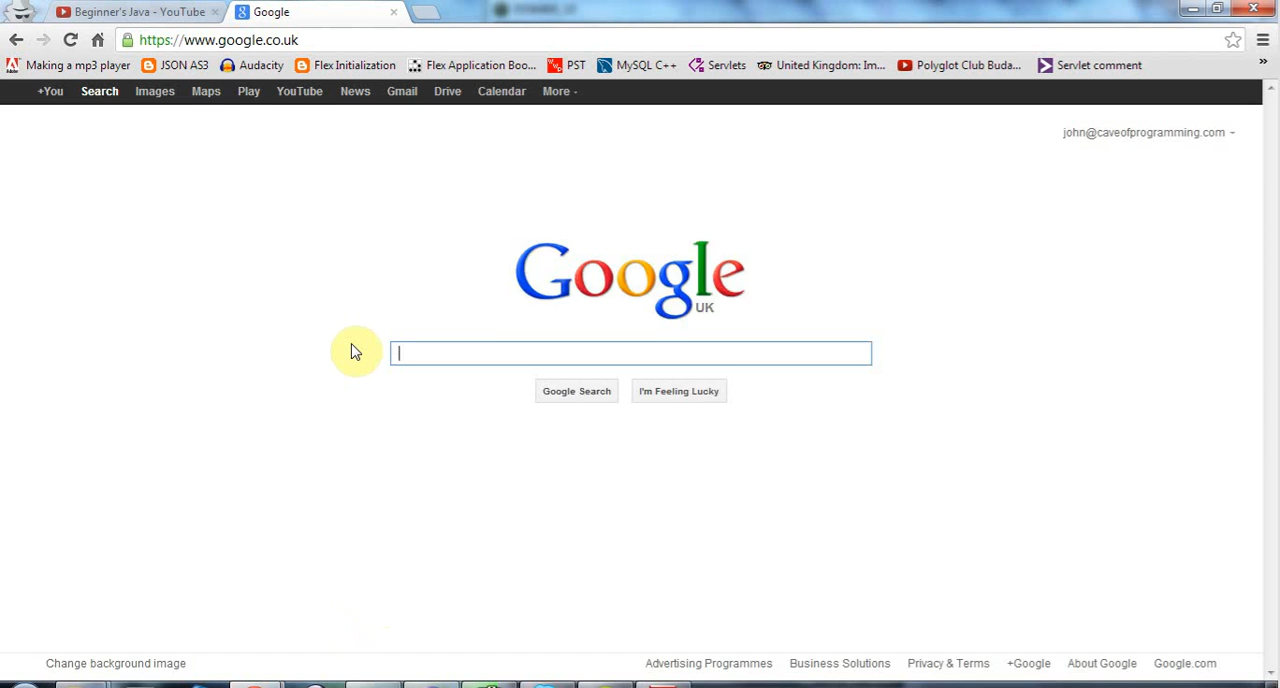 Beginner's Java - YouTube
Google
https://www.google.co.uk
Making a mp3 player JSON AS3 Audacity Flex Initialization Flex Application Boo... PST MySQL C++ Servlets United Kingdom: Im... Polyglot Club Buda... Servlet comment »
+You Search Images Maps Play YouTube News Gmail Drive Calendar More
john@caveofprogramming.com
Google
UK
Google Search I'm Feeling Lucky
Change background image Advertising Programmes Business Solutions Privacy & Terms +Google About Google Google.com